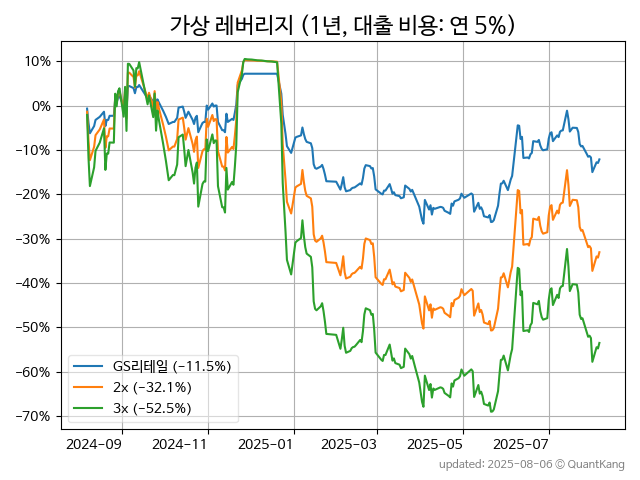 가상 레버리지 (1년, 대출 비용: 연 5%)
10%
0%
−10%
−20%
−30%
−40%
−50%
−60%
−70%
GS리테일 (−11.5%)
2x (−32.1%)
3x (−52.5%)
2024-09 2024-11 2025-01 2025-03 2025-05 2025-07
updated: 2025-08-06 © QuantKang